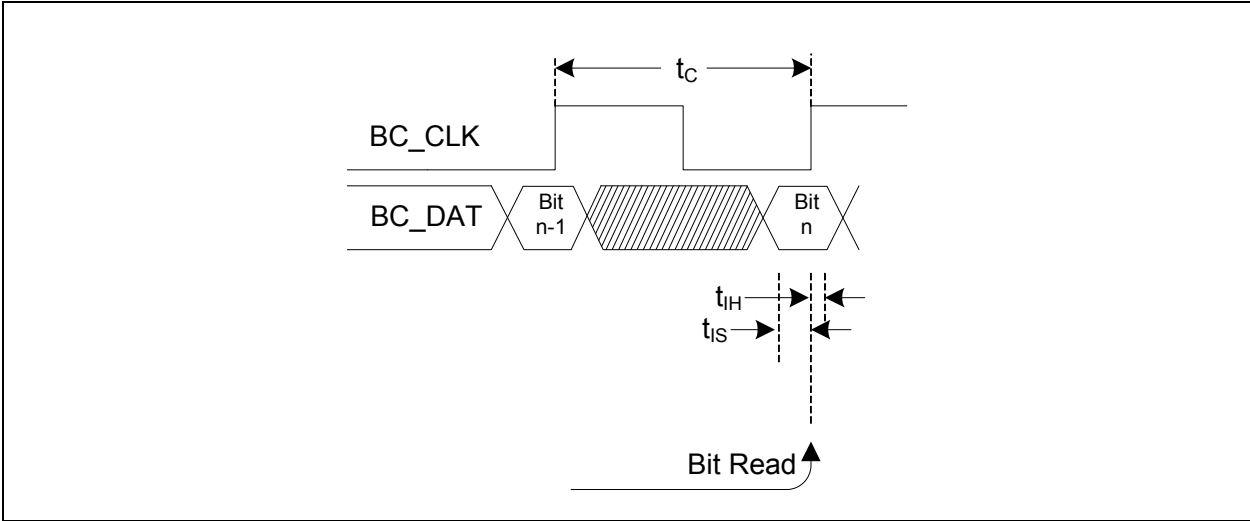 tC
BC_CLK
BC_DAT
Bit
n-1
Bit
n
tIH
tIS
Bit Read